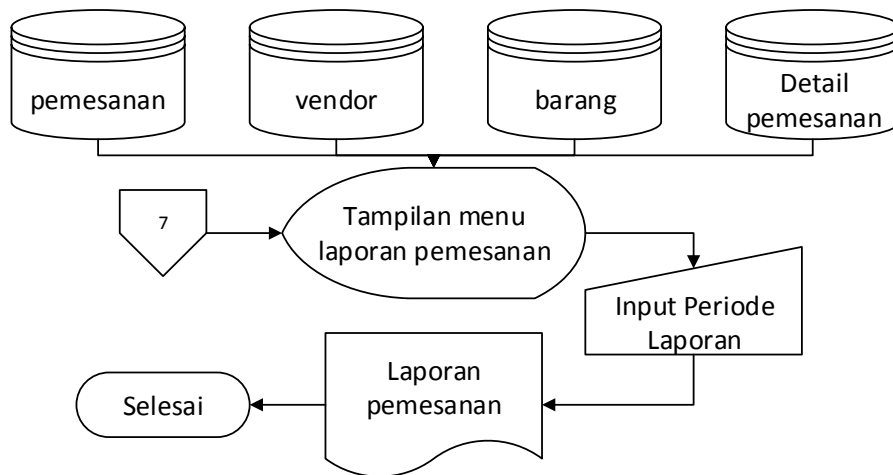 pemesanan
vendor
barang
Detail
pemesanan
7
Tampilan menu
laporan pemesanan
Input Periode
Laporan
Laporan
pemesanan
Selesai